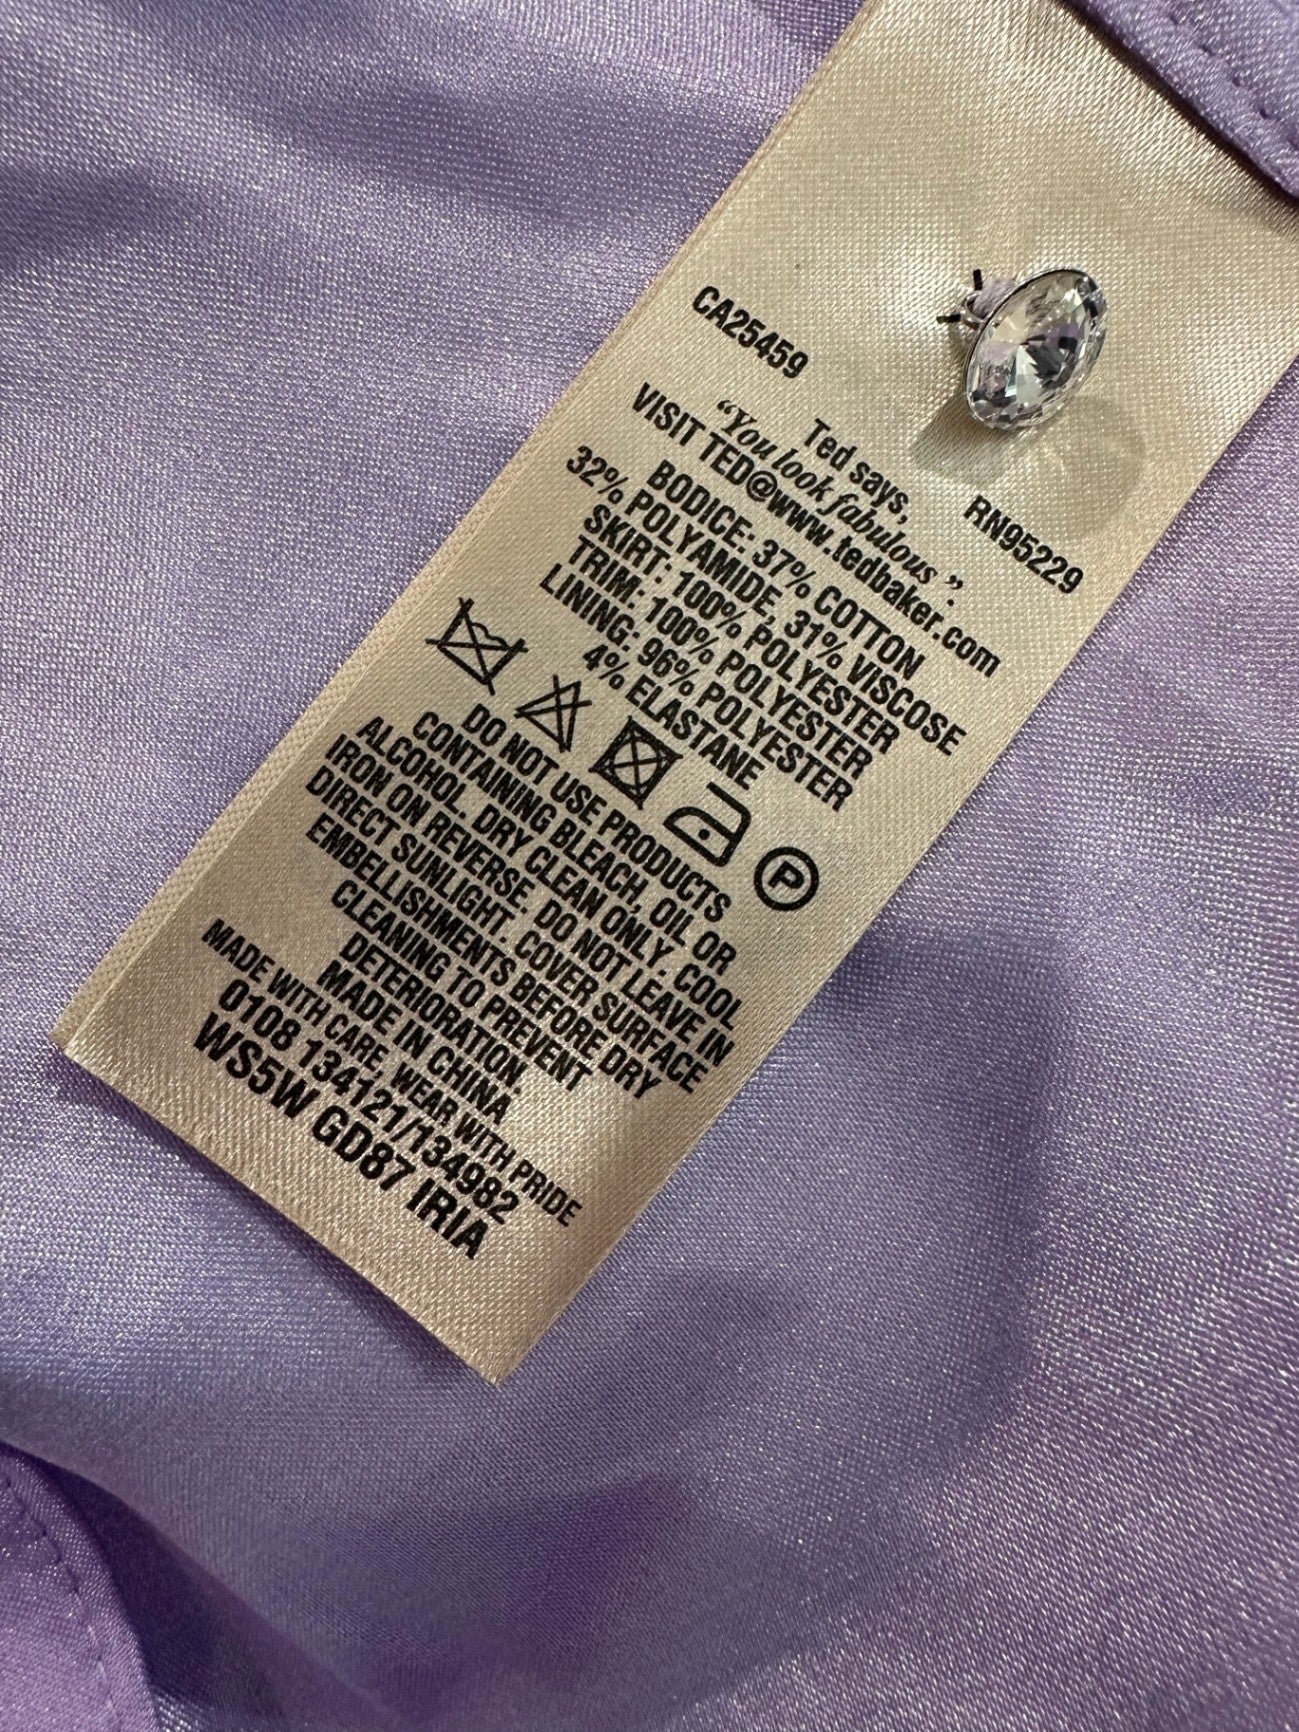 CA25459
RN95229
Ted says,
“You look fabulous”.
VISIT TED@www.tedbaker.com
BODICE: 37% COTTON
32% POLYAMIDE, 31% VISCOSE
SKIRT: 100% POLYESTER
TRIM: 100% POLYESTER
LINING: 96% POLYESTER
4% ELASTANE
P
DO NOT USE PRODUCTS
CONTAINING BLEACH, OIL OR
ALCOHOL. DRY CLEAN ONLY. COOL
IRON ON REVERSE. DO NOT LEAVE IN
DIRECT SUNLIGHT. COVER SURFACE
EMBELLISHMENTS BEFORE DRY
CLEANING TO PREVENT
DETERIORATION.
MADE IN CHINA
MADE WITH CARE, WEAR WITH PRIDE
0108 134121/134982
WS5W GD87 IRIA